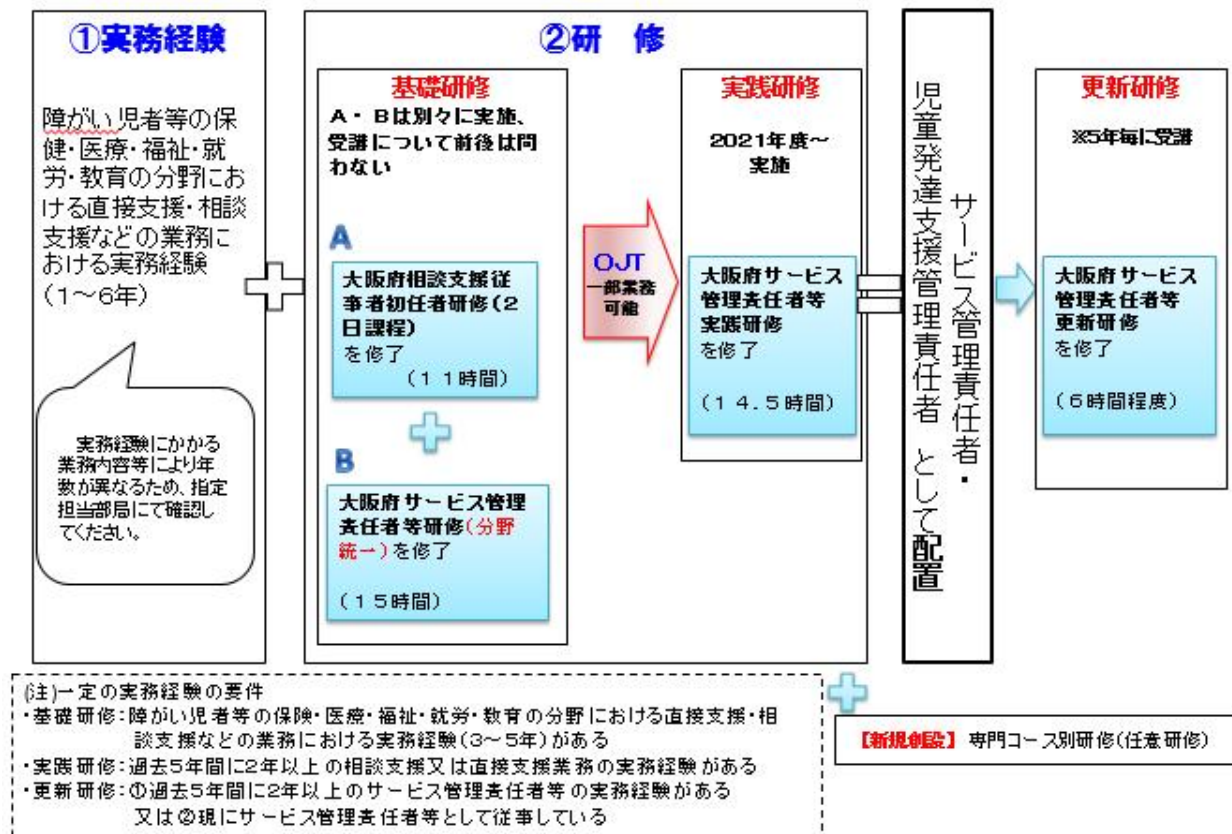 ①実務経験
障がい児者等の保
健・医療・福祉・就
労・教育の分野にお
ける直接支援・相談
支援などの業務に
おける実務経験
(1～6年)
実務経験にかかる
業務内容等により年
数が異なるため、指定
担当部局にて確認し
てください。
②研　修
基礎研修
A・Bは別々に実施、
受講について前後は問
わない
A
大阪府相談支援従
事者初任者研修(2
日課程)
を修了
(11時間)
B
大阪府サービス管理
責任者等研修(分野
統一)を修了
(15時間)
OJT
一部業務
可能
実践研修
2021年度～
実施
大阪府サービス
管理責任者等
実践研修
を修了
(14.5時間)
サービス管理責任者・
児童発達支援管理責任者 として配置
更新研修
※5年毎に受講
大阪府サービス
管理責任者等
更新研修
を修了
(6時間程度)
(注)一定の実務経験の要件
・基礎研修:障がい児者等の保険・医療・福祉・就労・教育の分野における直接支援・相
談支援などの業務における実務経験(3～5年)がある
・実践研修:過去5年間に2年以上の相談支援又は直接支援業務の実務経験がある
・更新研修:①過去5年間に2年以上のサービス管理責任者等の実務経験がある
又は②現にサービス管理責任者等として従事している
【新規創設】 専門コース別研修(任意研修)